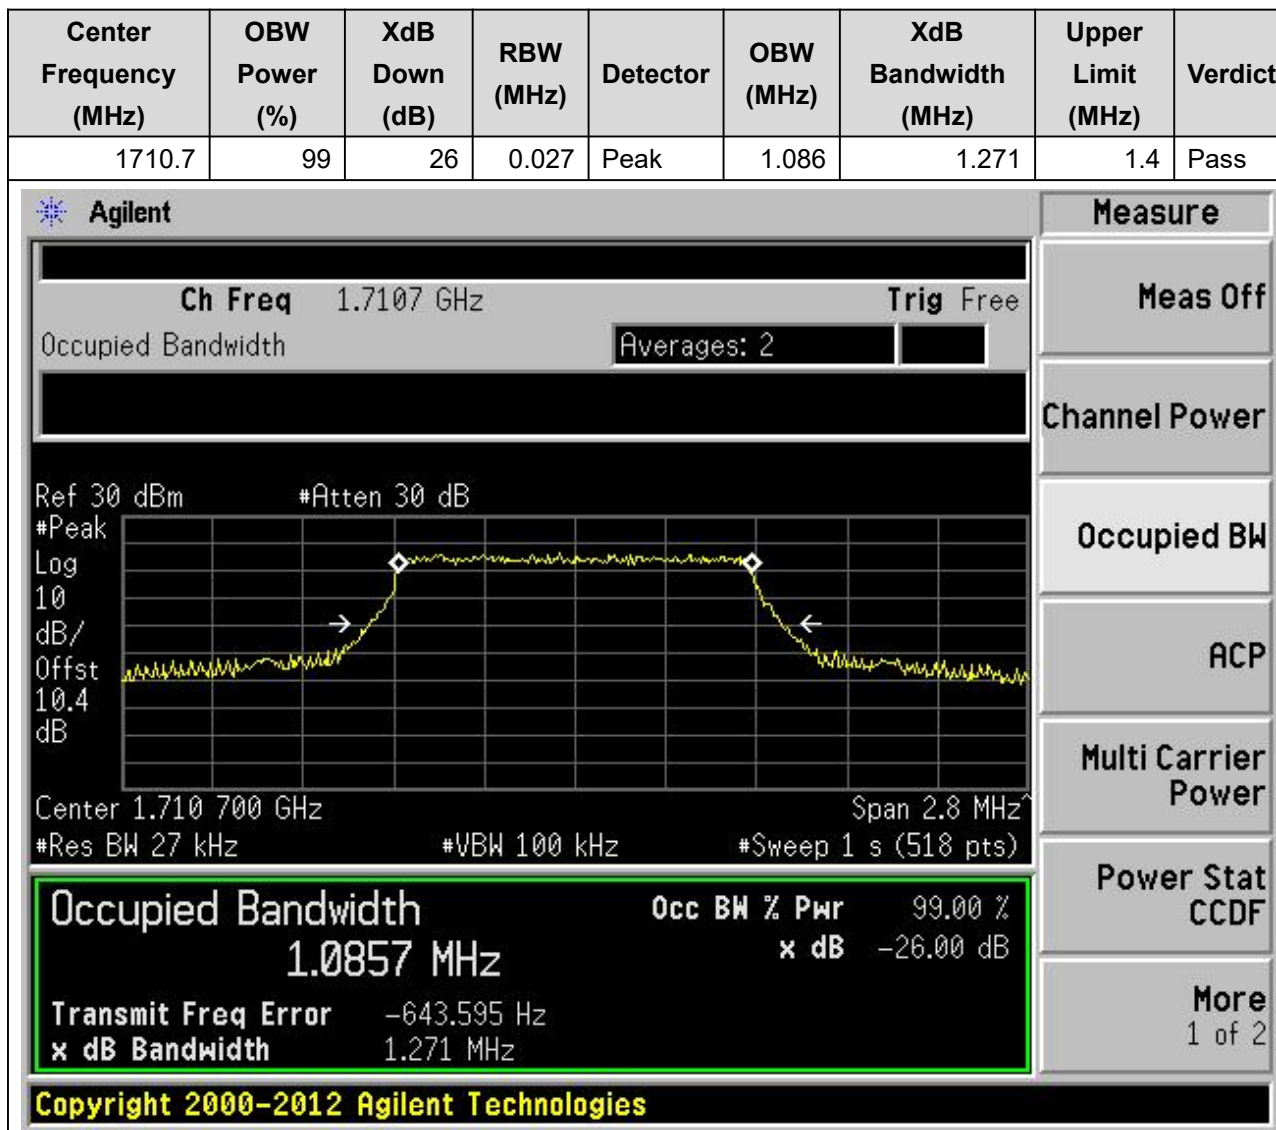 Center Frequency (MHz) OBW Power (%) XdB Down (dB) RBW (MHz) Detector OBW (MHz) XdB Bandwidth (MHz) Upper Limit (MHz) Verdict
1710.7 99 26 0.027 Peak 1.086 1.271 1.4 Pass
Agilent
Measure
Ch Freq 1.7107 GHz Trig Free
Meas Off
Occupied Bandwidth Averages: 2
Channel Power
Ref 30 dBm #Atten 30 dB
#Peak
Log
10
dB/
Offst
10.4
dB
Occupied BW
ACP
Multi Carrier
Power
Center 1.710 700 GHz Span 2.8 MHz^
#Res BW 27 kHz #VBW 100 kHz #Sweep 1 s (518 pts)
Power Stat
CCDF
Occupied Bandwidth Occ BW % Pwr 99.00 %
1.0857 MHz x dB -26.00 dB
Transmit Freq Error -643.595 Hz
x dB Bandwidth 1.271 MHz
More
1 of 2
Copyright 2000-2012 Agilent Technologies